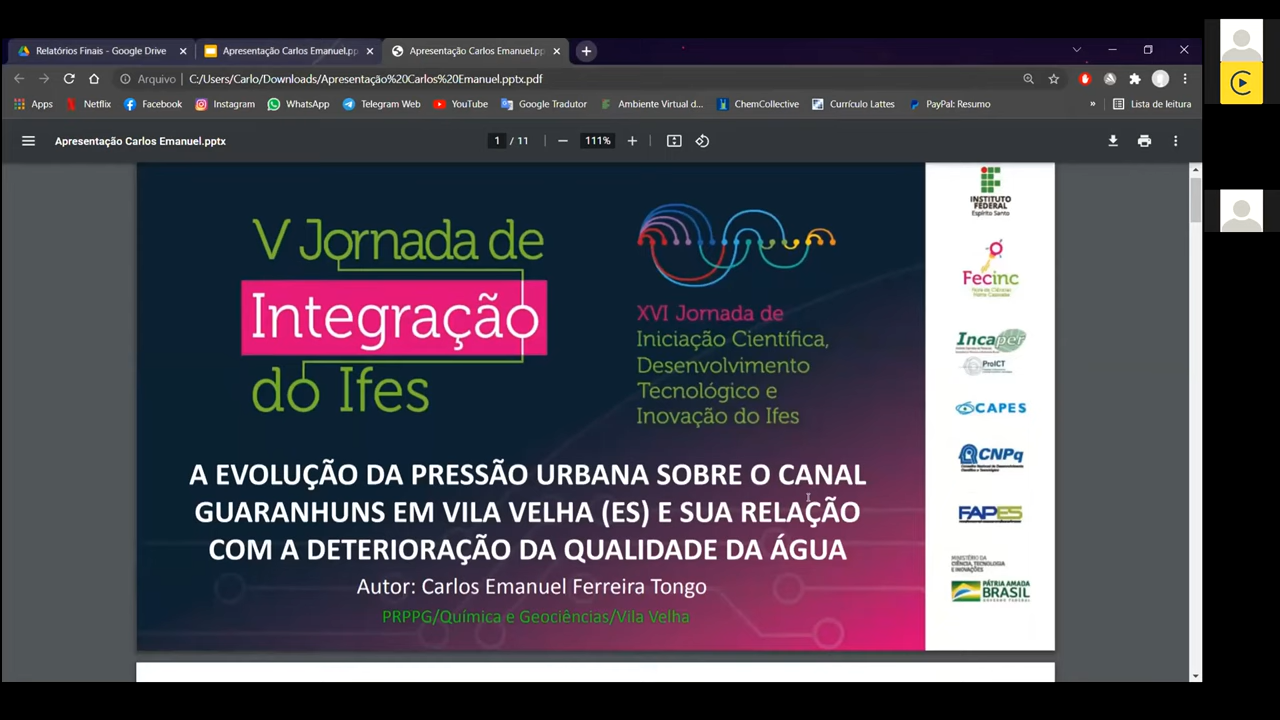 Relatórios Finais - Google Drive
Apresentação Carlos Emanuel.pp
Apresentação Carlos Emanuel.pp
Arquivo C:/Users/Carlo/Downloads/Apresentação%20Carlos%20Emanuel.pptx.pdf
Apps Netflix Facebook Instagram WhatsApp Telegram Web YouTube Google Tradutor Ambiente Virtual d... ChemCollective Currículo Lattes PayPal: Resumo » Lista de leitura
Apresentação Carlos Emanuel.pptx 1 / 11 111%
V Jornada de
Integração
do Ifes
XVI Jornada de
Iniciação Científica,
Desenvolvimento
Tecnológico e
Inovação do Ifes
A EVOLUÇÃO DA PRESSÃO URBANA SOBRE O CANAL
GUARANHUNS EM VILA VELHA (ES) E SUA RELAÇÃO
COM A DETERIORAÇÃO DA QUALIDADE DA ÁGUA
Autor: Carlos Emanuel Ferreira Tongo
PRPPG/Química e Geociências/Vila Velha
INSTITUTO
FEDERAL
Espírito Santo
Fecinc
Incaper
ProICT
CAPES
CNPq
FAPES
MINISTÉRIO DA
CIÊNCIA, TECNOLOGIA
E INOVAÇÕES
PÁTRIA AMADA
BRASIL